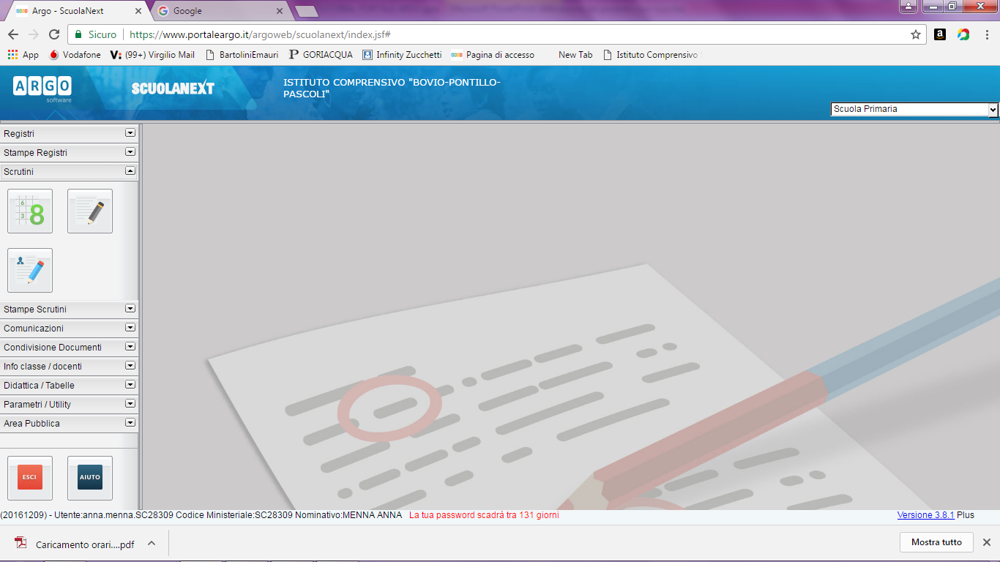 Argo - ScuolaNext
Google
Sicuro
https://www.portaleargo.it/argoweb/scuolanext/index.jsf#
App
Vodafone
V: (99+) Virgilio Mail
BartoliniEmauri
P GORIACQUA
Infinity Zucchetti
Pagina di accesso
New Tab
Istituto Comprensivo
ARGO
software
SCUOLANEXT
ISTITUTO COMPRENSIVO "BOVIO-PONTILLO-
PASCOLI"
Scuola Primaria
Registri
Stampe Registri
Scrutini
6
3
8
Stampe Scrutini
Comunicazioni
Condivisione Documenti
Info classe / docenti
Didattica / Tabelle
Parametri / Utility
Area Pubblica
ESCI
AIUTO
(20161209) - Utente:anna.menna.SC28309 Codice Ministeriale:SC28309 Nominativo:MENNA ANNA La tua password scadrà tra 131 giorni
Versione 3.8.1 Plus
Caricamento orari....pdf
Mostra tutto